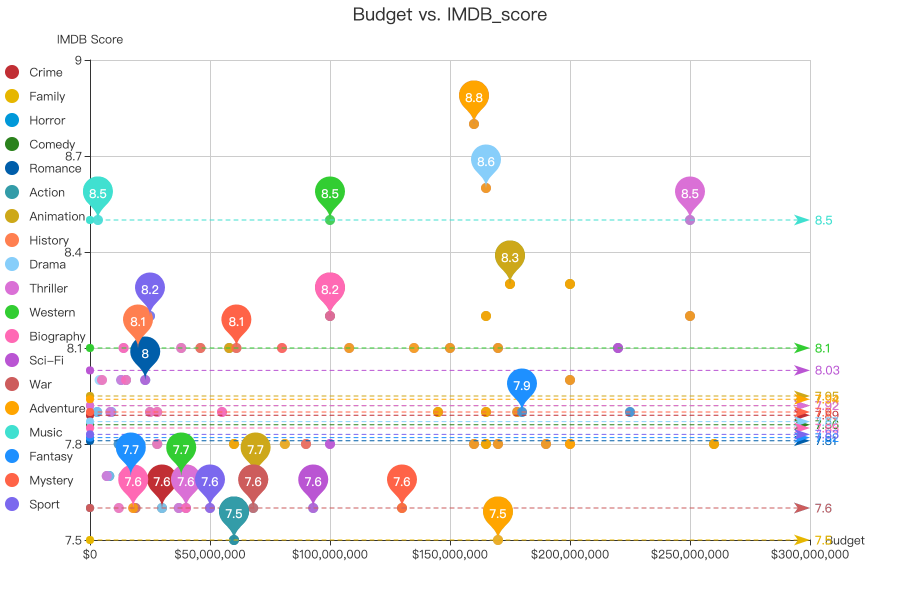 Budget vs. IMDB_score
IMDB Score
Crime
Family
Horror
Comedy
Romance
Action
Animation
History
Drama
Thriller
Western
Biography
Sci-Fi
War
Adventure
Music
Fantasy
Mystery
Sport
9
8.7
8.4
8.1
7.8
7.5
8.8
8.6
8.5
8.5
8.5
8.5
8.3
8.2
8.2
8.1
8.1
8.1
8
8.03
7.9
7.95
7.92
7.7
7.7
7.7
7.6
7.6
7.6
7.6
7.6
7.6
7.6
7.6
7.5
7.5
Budget
$0
$50,000,000
$100,000,000
$150,000,000
$200,000,000
$250,000,000
$300,000,000